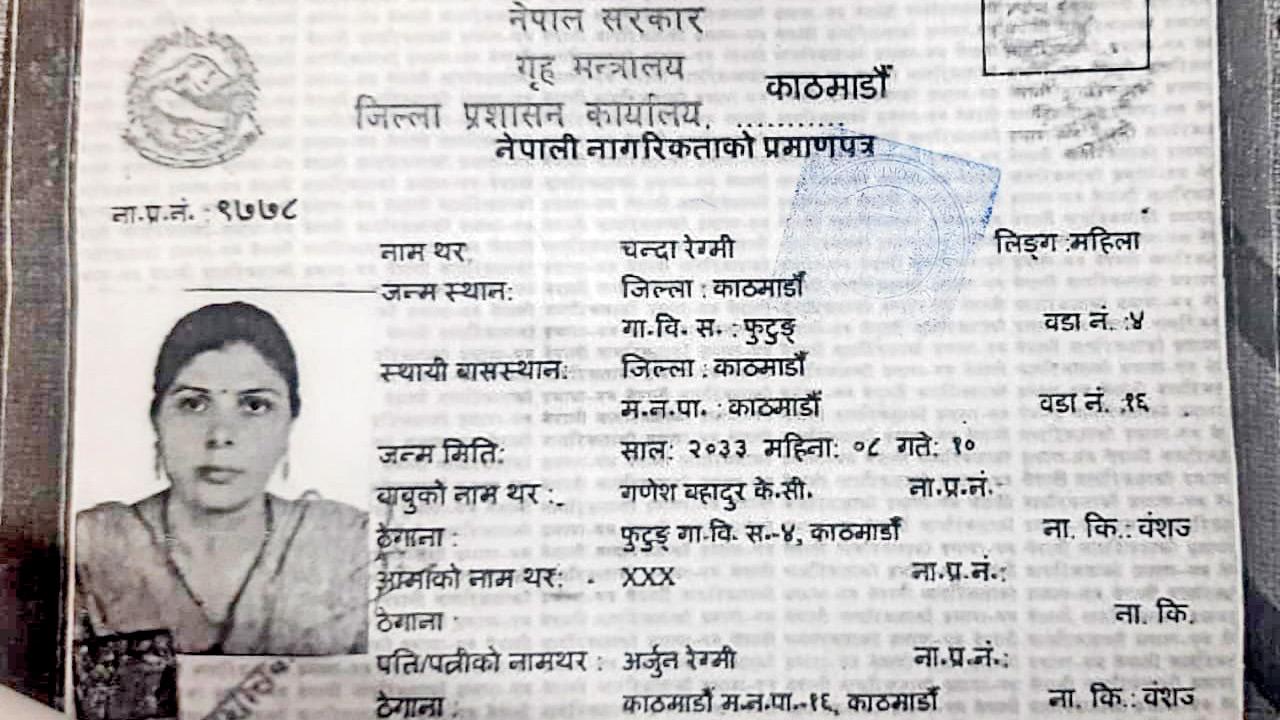 नेपाल सरकार
गृह मन्त्रालय
जिल्ला प्रशासन कार्यालय, ........... काठमाडौं
नेपाली नागरिकताको प्रमाणपत्र
ना.प्र.नं. : ९७७८
नाम थर चन्दा रेग्मी लिङ्ग :महिला
जन्म स्थान: जिल्ला : काठमाडौं
गा.वि. स. : फुटुङ् वडा नं. :४
स्थायी बासस्थान: जिल्ला : काठमाडौं
म.न.पा. : काठमाडौं वडा नं. :१६
जन्म मिति: साल: २०३३ महिना: ०८ गते: १०
बाबुको नाम थर : गणेश बहादुर के.सी. ना.प्र.नं.:
ठेगाना : फुटुङ् गा.वि. स.-४, काठमाडौं ना. कि.: वंशज
आमाको नाम थर: XXX ना.प्र.नं.:
ठेगाना : ना. कि.
पति/पत्नीको नामथर : अर्जुन रेग्मी ना.प्र.नं.:
ठेगाना : काठमाडौं म.न.पा.-१६, काठमाडौं ना. कि.: वंशज